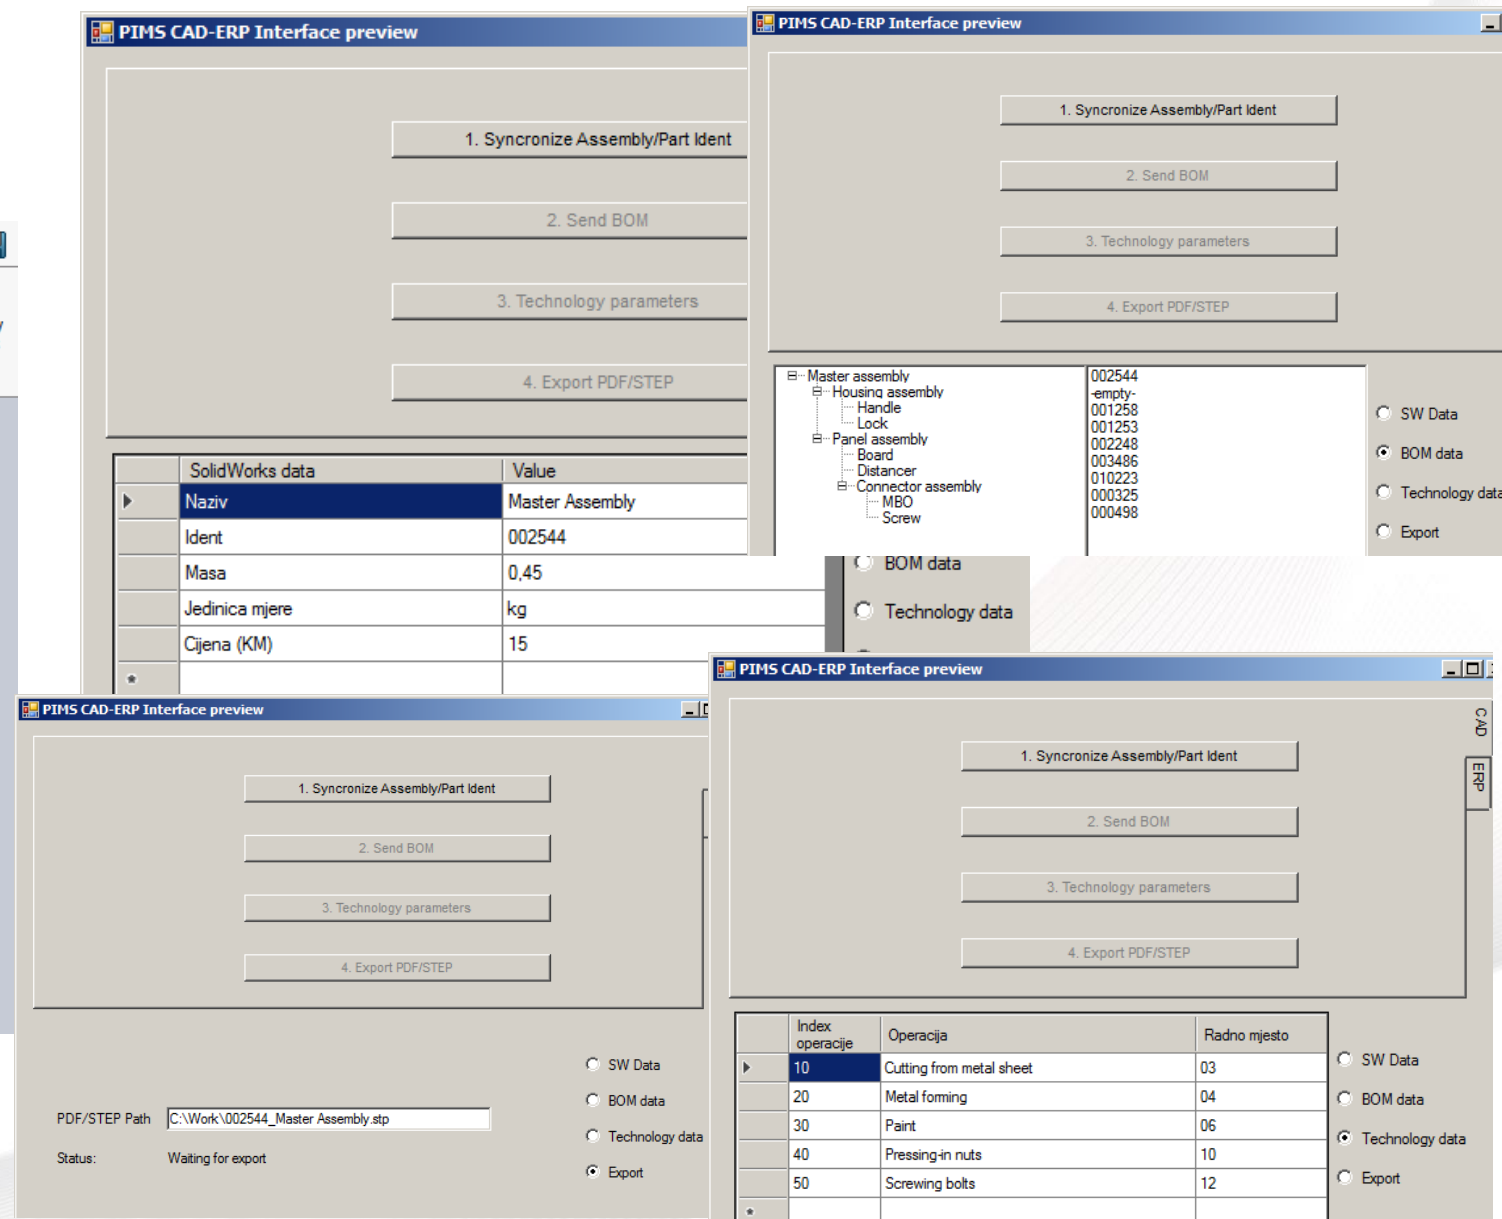 PIMS CAD-ERP Interface preview
1. Syncronize Assembly/Part Ident
2. Send BOM
3. Technology parameters
4. Export PDF/STEP
SolidWorks data Value
Naziv Master Assembly
Ident 002544
Masa 0,45
Jedinica mjere kg
Cijena (KM) 15
*
BOM data
Technology data
PIMS CAD-ERP Interface preview
1. Syncronize Assembly/Part Ident
2. Send BOM
3. Technology parameters
4. Export PDF/STEP
Master assembly 002544
Housing assembly -empty-
Handle 001258
Lock 001253
Panel assembly 002248
Board 003486
Distancer 010223
Connector assembly 000325
MBO 000498
Screw
SW Data
BOM data
Technology data
Export
PIMS CAD-ERP Interface preview
1. Syncronize Assembly/Part Ident
2. Send BOM
3. Technology parameters
4. Export PDF/STEP
PDF/STEP Path C:\Work\002544_Master Assembly.stp
Status: Waiting for export
SW Data
BOM data
Technology data
Export
PIMS CAD-ERP Interface preview
CAD
ERP
1. Syncronize Assembly/Part Ident
2. Send BOM
3. Technology parameters
4. Export PDF/STEP
Index operacije Operacija Radno mjesto
10 Cutting from metal sheet 03
20 Metal forming 04
30 Paint 06
40 Pressing-in nuts 10
50 Screwing bolts 12
*
SW Data
BOM data
Technology data
Export